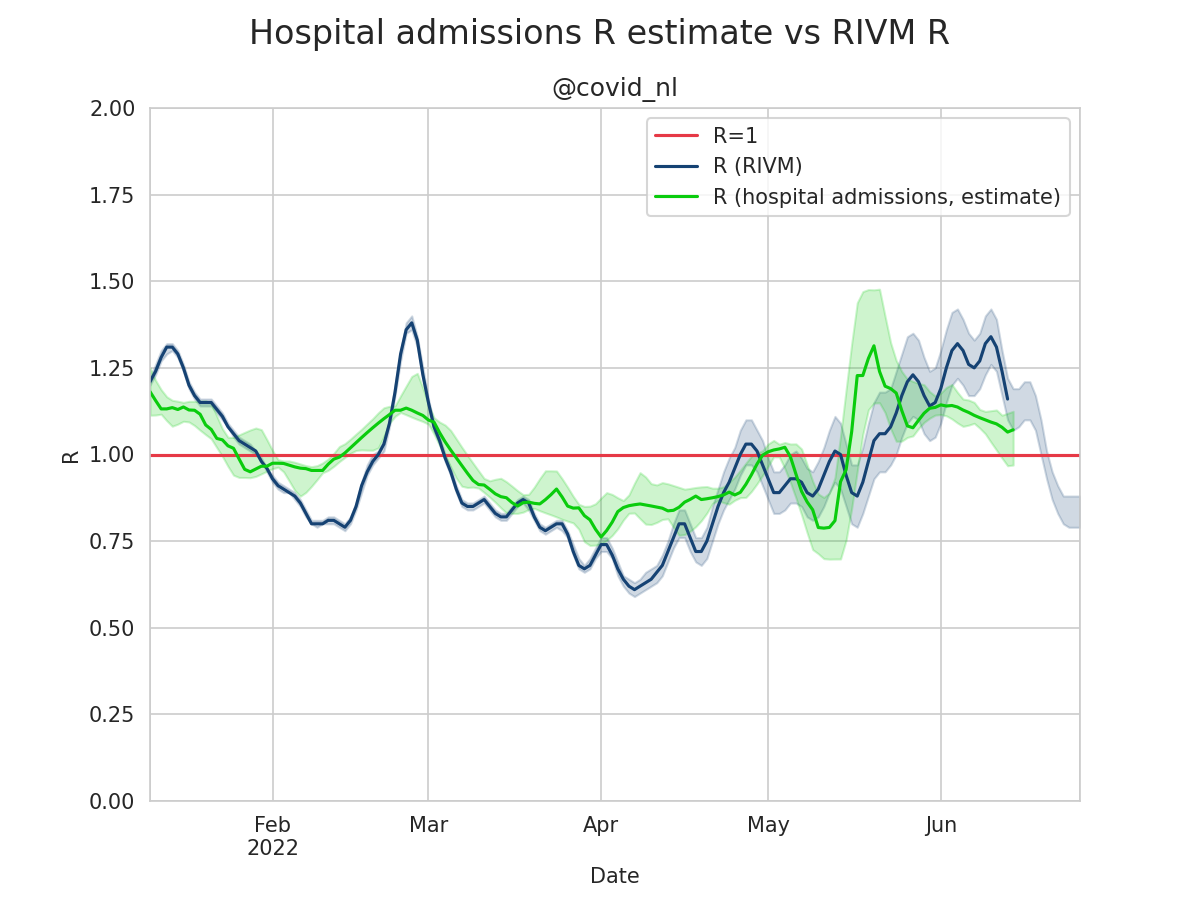 Hospital admissions R estimate vs RIVM R
@covid_nl
R=1
R (RIVM)
R (hospital admissions, estimate)
2.00
1.75
1.50
1.25
1.00
0.75
0.50
0.25
0.00
R
Feb
2022
Mar
Apr
May
Jun
Date